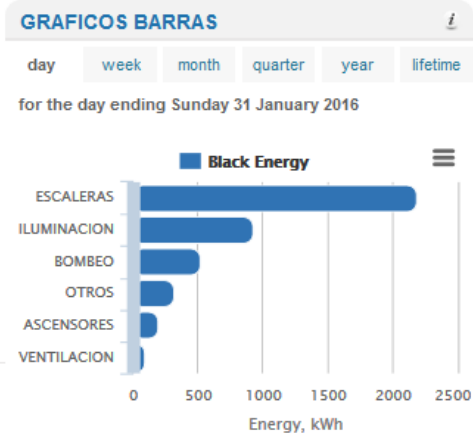 GRAFICOS BARRAS
i
day week month quarter year lifetime
for the day ending Sunday 31 January 2016
Black Energy
ESCALERAS
ILUMINACION
BOMBEO
OTROS
ASCENSORES
VENTILACION
0 500 1000 1500 2000 2500
Energy, kWh